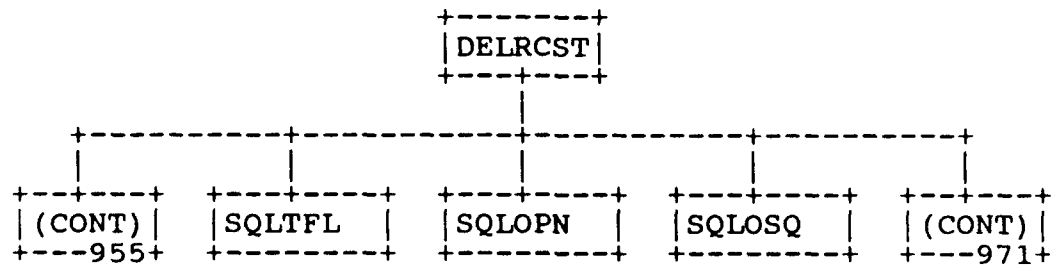 DELRCST
(CONT) SQLTFL SQLOPN SQLOSQ (CONT)
955 971